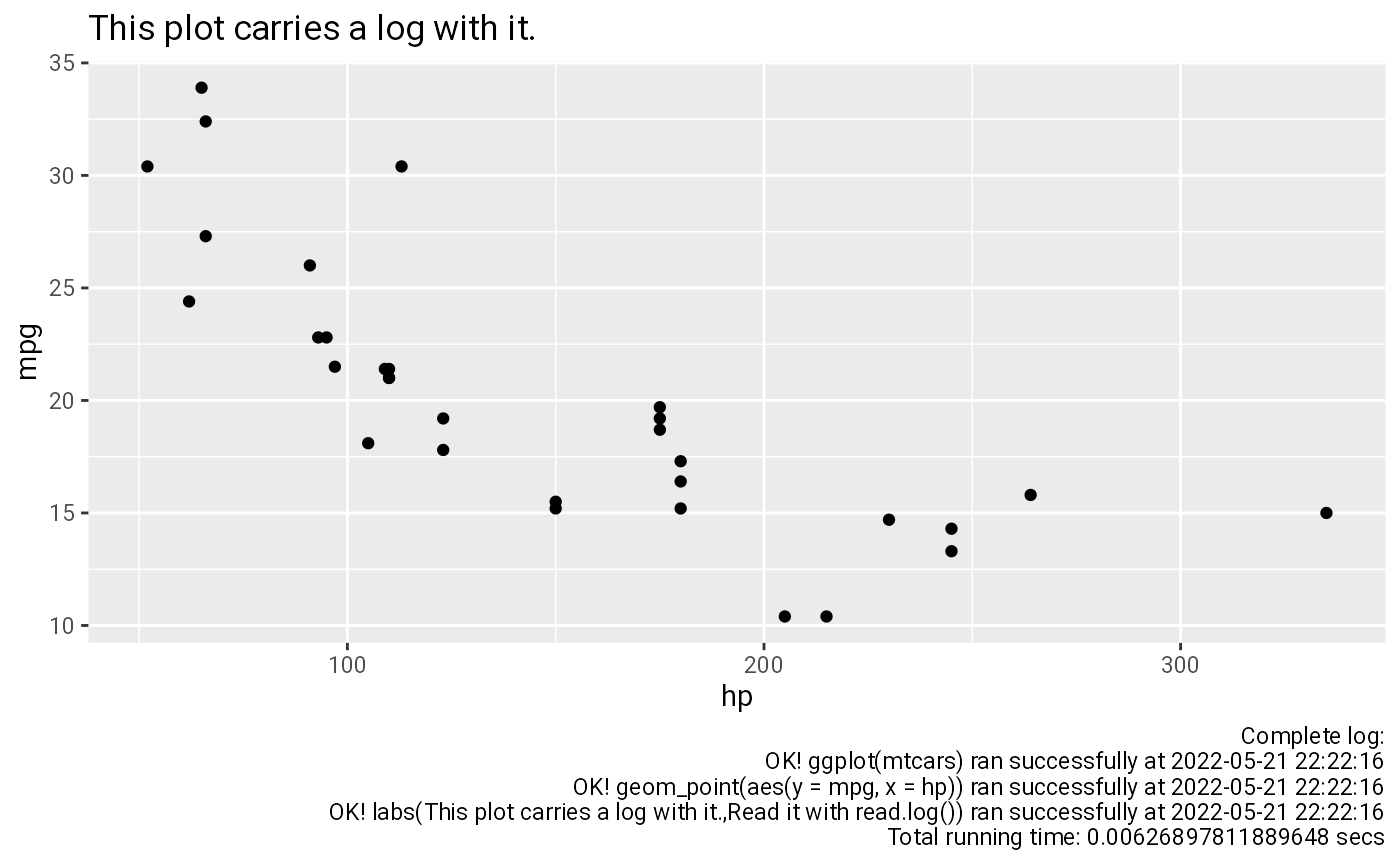 This plot carries a log with it.
35
30
25
20
15
10
mpg
100 200 300
hp
Complete log:
OK! ggplot(mtcars) ran successfully at 2022-05-21 22:22:16
OK! geom_point(aes(y = mpg, x = hp)) ran successfully at 2022-05-21 22:22:16
OK! labs(This plot carries a log with it.,Read it with read.log()) ran successfully at 2022-05-21 22:22:16
Total running time: 0.00626897811889648 secs